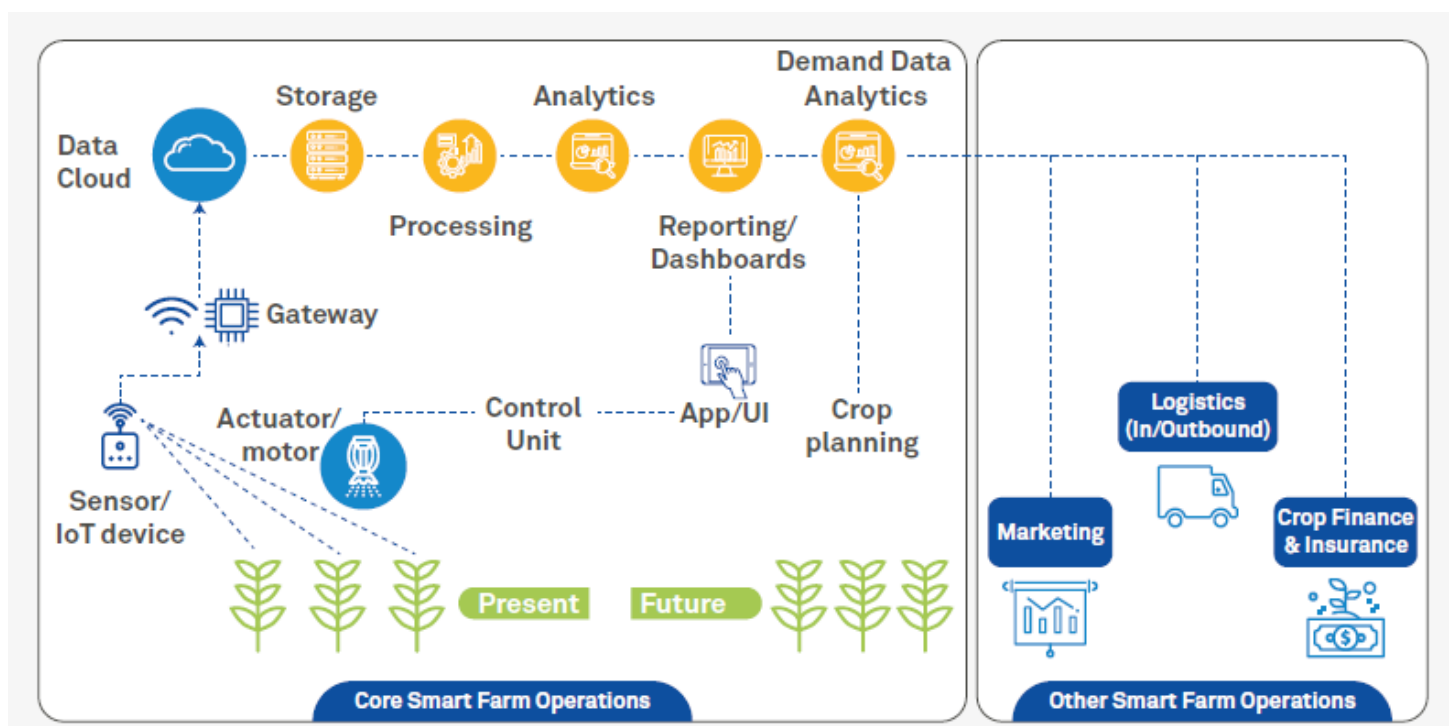 Demand Data
Analytics
Storage
Analytics
Data
Cloud
Processing
Reporting/
Dashboards
Gateway
Actuator/
motor
Control
Unit
App/UI
Crop
planning
Sensor/
IoT device
Present
Future
Core Smart Farm Operations
Logistics
(In/Outbound)
Marketing
Crop Finance
& Insurance
Other Smart Farm Operations